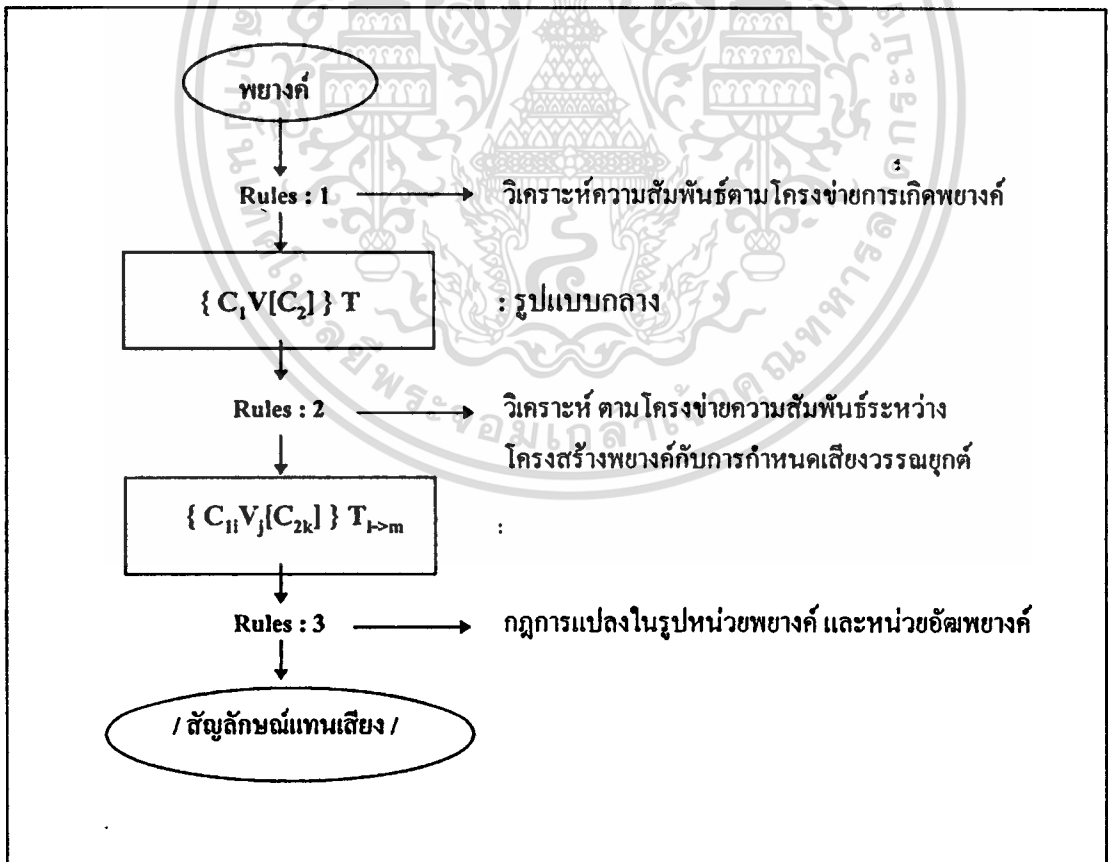 พยางค์
Rules : 1 วิเคราะห์ความสัมพันธ์ตามโครงข่ายการเกิดพยางค์
{ C₁V[C₂] } T : รูปแบบกลาง
Rules : 2 วิเคราะห์ ตามโครงข่ายความสัมพันธ์ระหว่าง
โครงสร้างพยางค์กับการกำหนดเสียงวรรณยุกต์
{ C₁ᵢVⱼ[C₂ₖ] } T l->m :
Rules : 3 กฎการแปลงในรูปหน่วยพยางค์ และหน่วยอัฒพยางค์
/ สัญลักษณ์แทนเสียง /